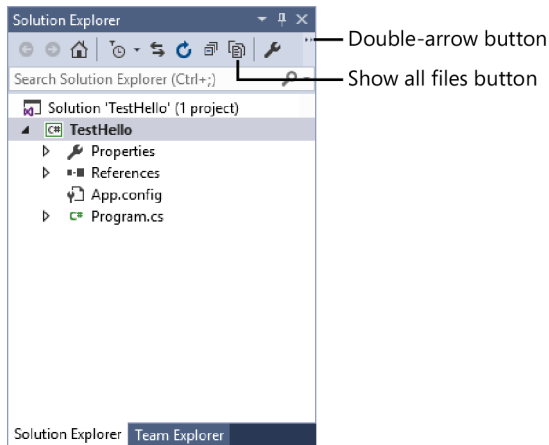 Solution Explorer
Double-arrow button
Show all files button
Search Solution Explorer (Ctrl+;)
Solution 'TestHello' (1 project)
C# TestHello
Properties
References
App.config
C# Program.cs
Solution Explorer Team Explorer